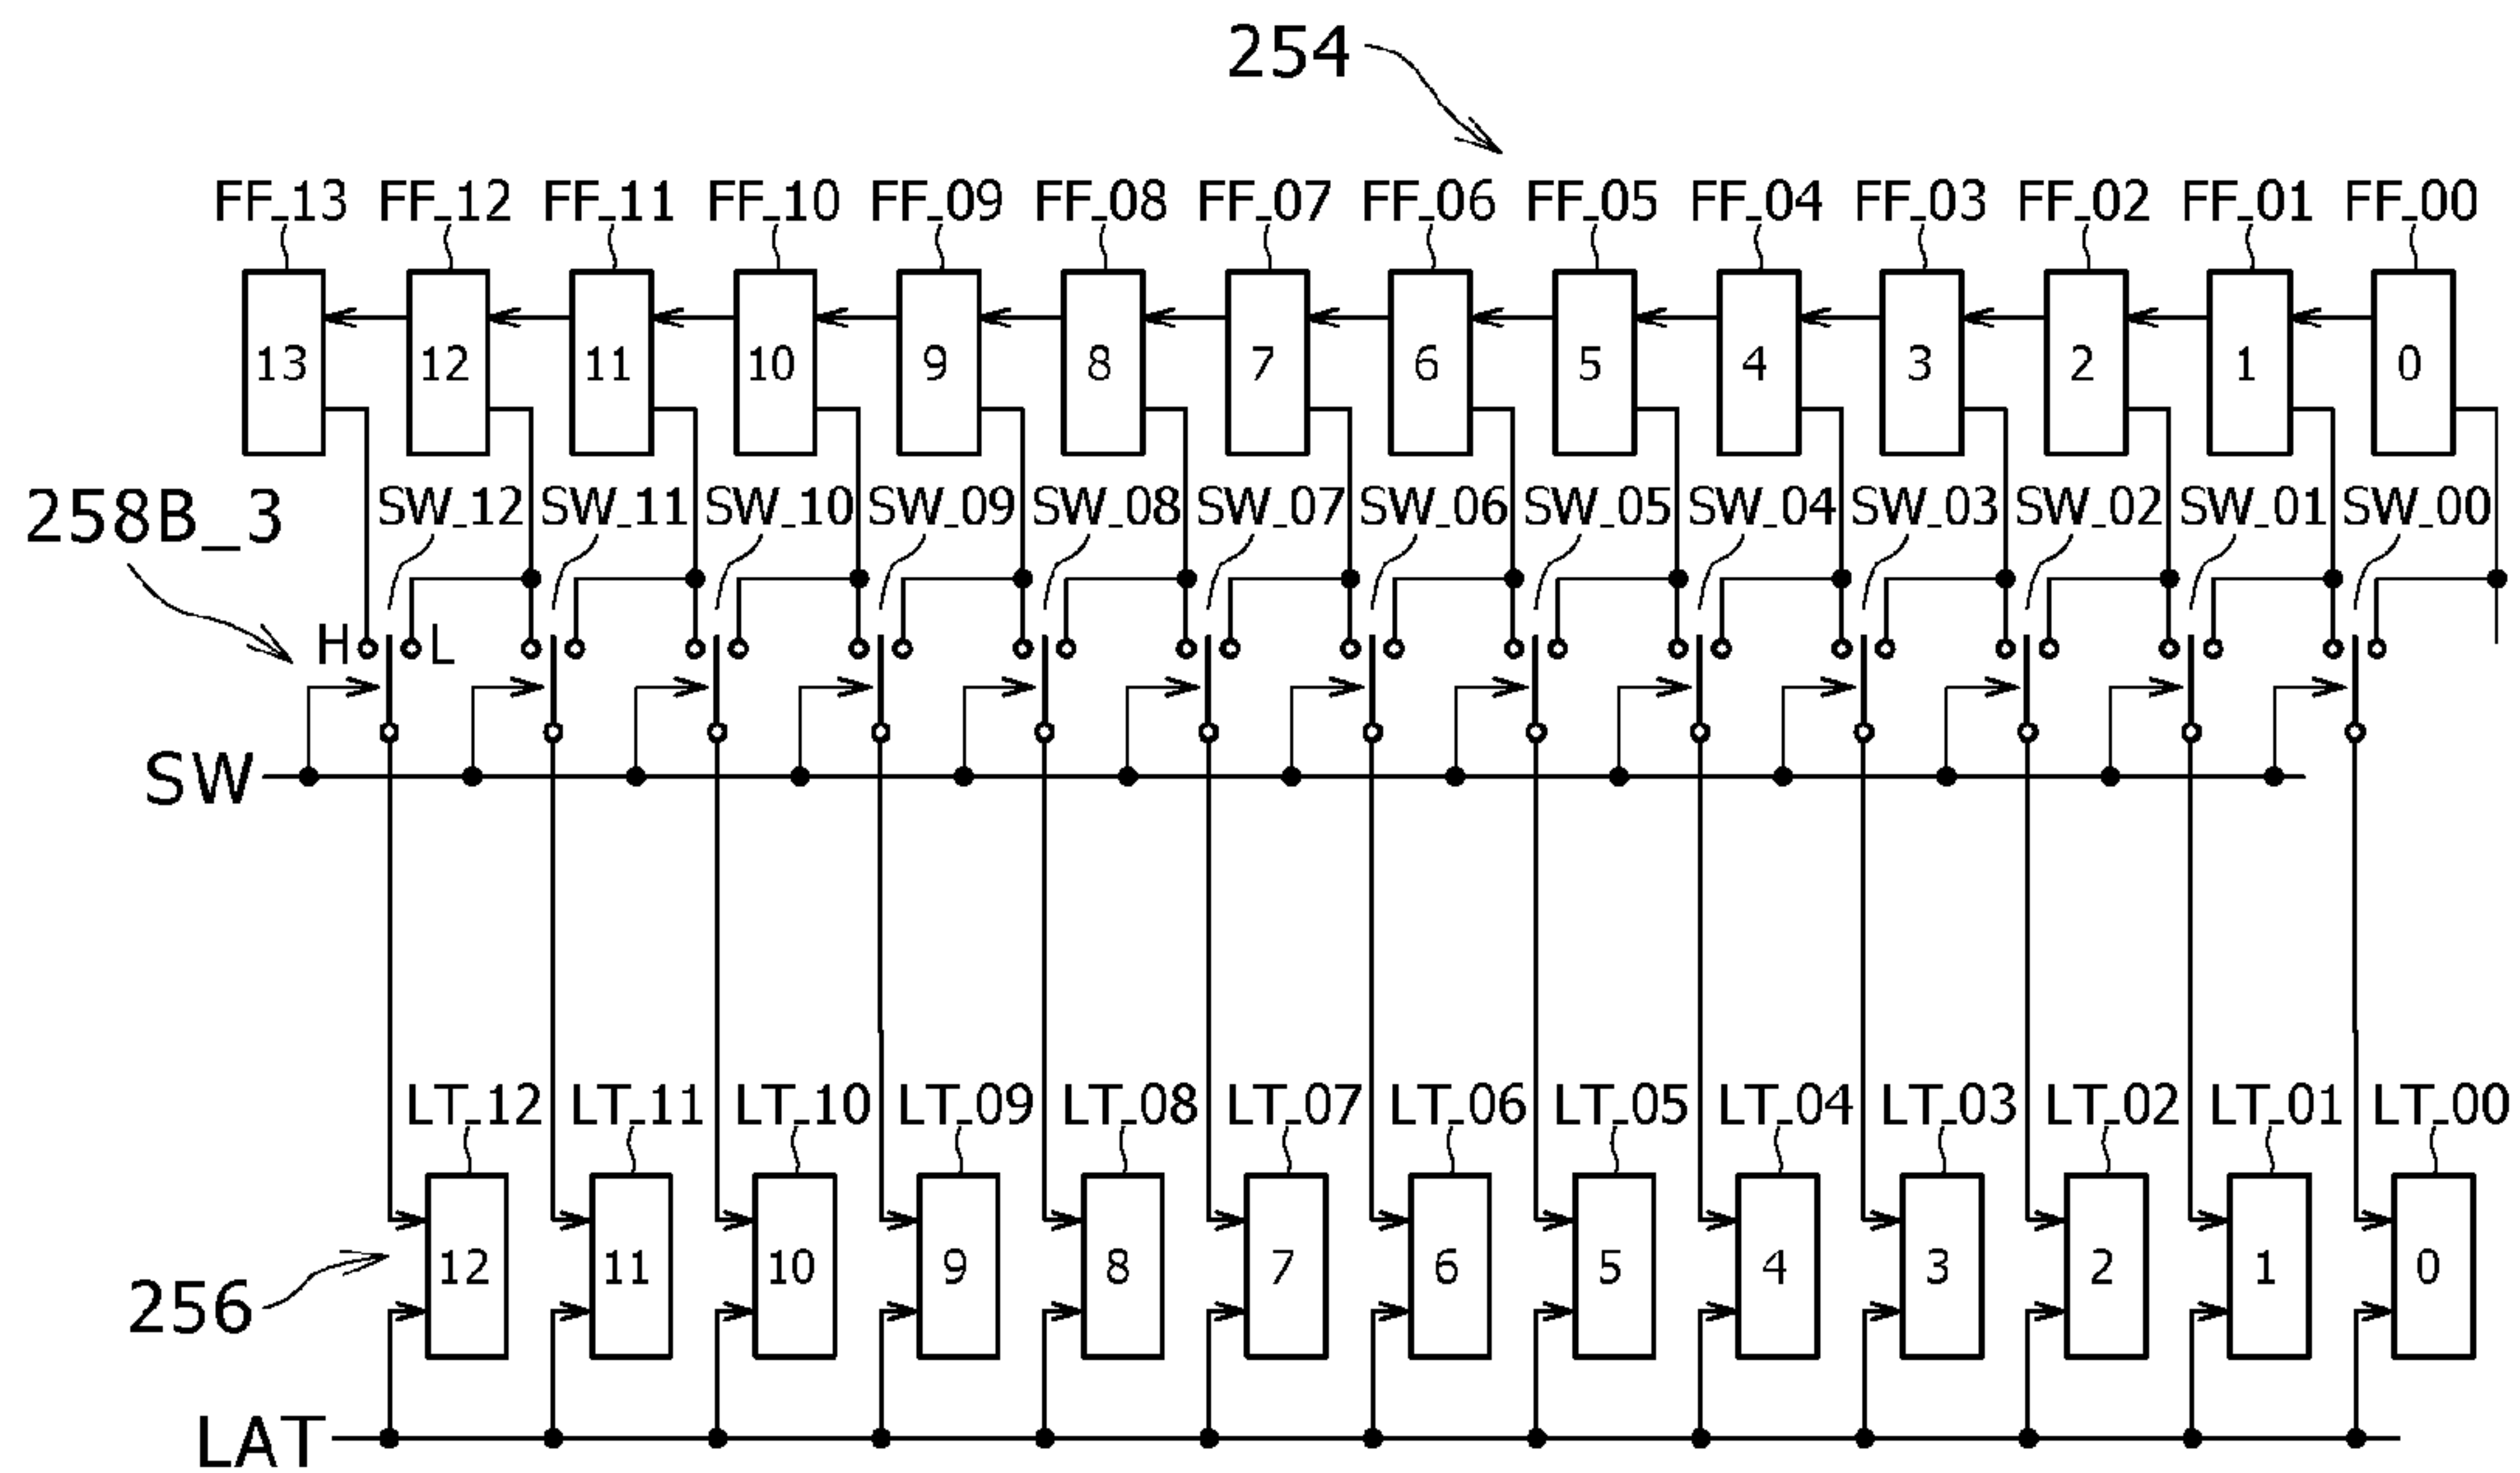 254
FF_13 FF_12 FF_11 FF_10 FF_09 FF_08 FF_07 FF_06 FF_05 FF_04 FF_03 FF_02 FF_01 FF_00
13 12 11 10 9 8 7 6 5 4 3 2 1 0
258B_3
SW_12 SW_11 SW_10 SW_09 SW_08 SW_07 SW_06 SW_05 SW_04 SW_03 SW_02 SW_01 SW_00
H L
SW
LT_12 LT_11 LT_10 LT_09 LT_08 LT_07 LT_06 LT_05 LT_04 LT_03 LT_02 LT_01 LT_00
12 11 10 9 8 7 6 5 4 3 2 1 0
256
LAT